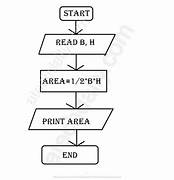 START
READ B, H
AREA=1/2*B*H
PRINT AREA
END